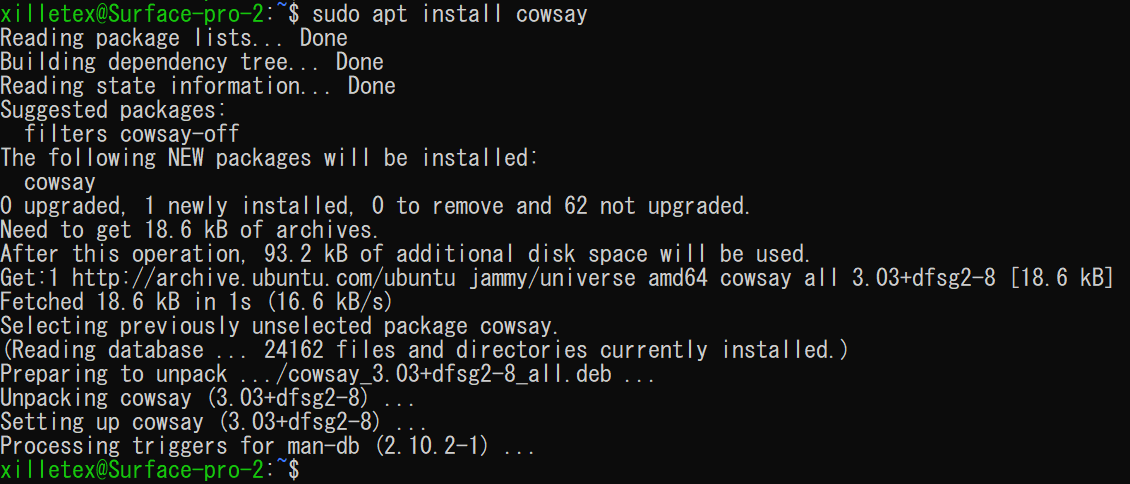 xilletex@Surface-pro-2:~$ sudo apt install cowsay
Reading package lists... Done
Building dependency tree... Done
Reading state information... Done
Suggested packages:
  filters cowsay-off
The following NEW packages will be installed:
  cowsay
0 upgraded, 1 newly installed, 0 to remove and 62 not upgraded.
Need to get 18.6 kB of archives.
After this operation, 93.2 kB of additional disk space will be used.
Get:1 http://archive.ubuntu.com/ubuntu jammy/universe amd64 cowsay all 3.03+dfsg2-8 [18.6 kB]
Fetched 18.6 kB in 1s (16.6 kB/s)
Selecting previously unselected package cowsay.
(Reading database ... 24162 files and directories currently installed.)
Preparing to unpack .../cowsay_3.03+dfsg2-8_all.deb ...
Unpacking cowsay (3.03+dfsg2-8) ...
Setting up cowsay (3.03+dfsg2-8) ...
Processing triggers for man-db (2.10.2-1) ...
xilletex@Surface-pro-2:~$